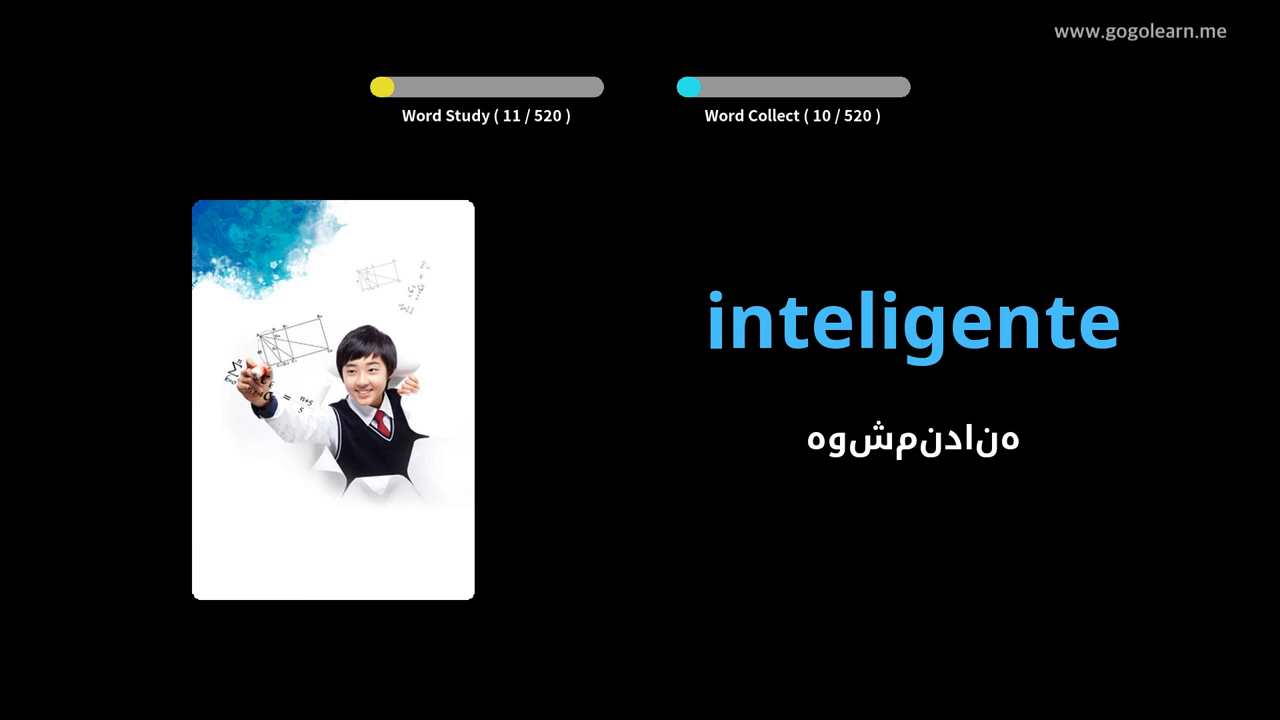 www.gogolearn.me
Word Study ( 11 / 520 )
Word Collect ( 10 / 520 )
inteligente
هوشمندانه